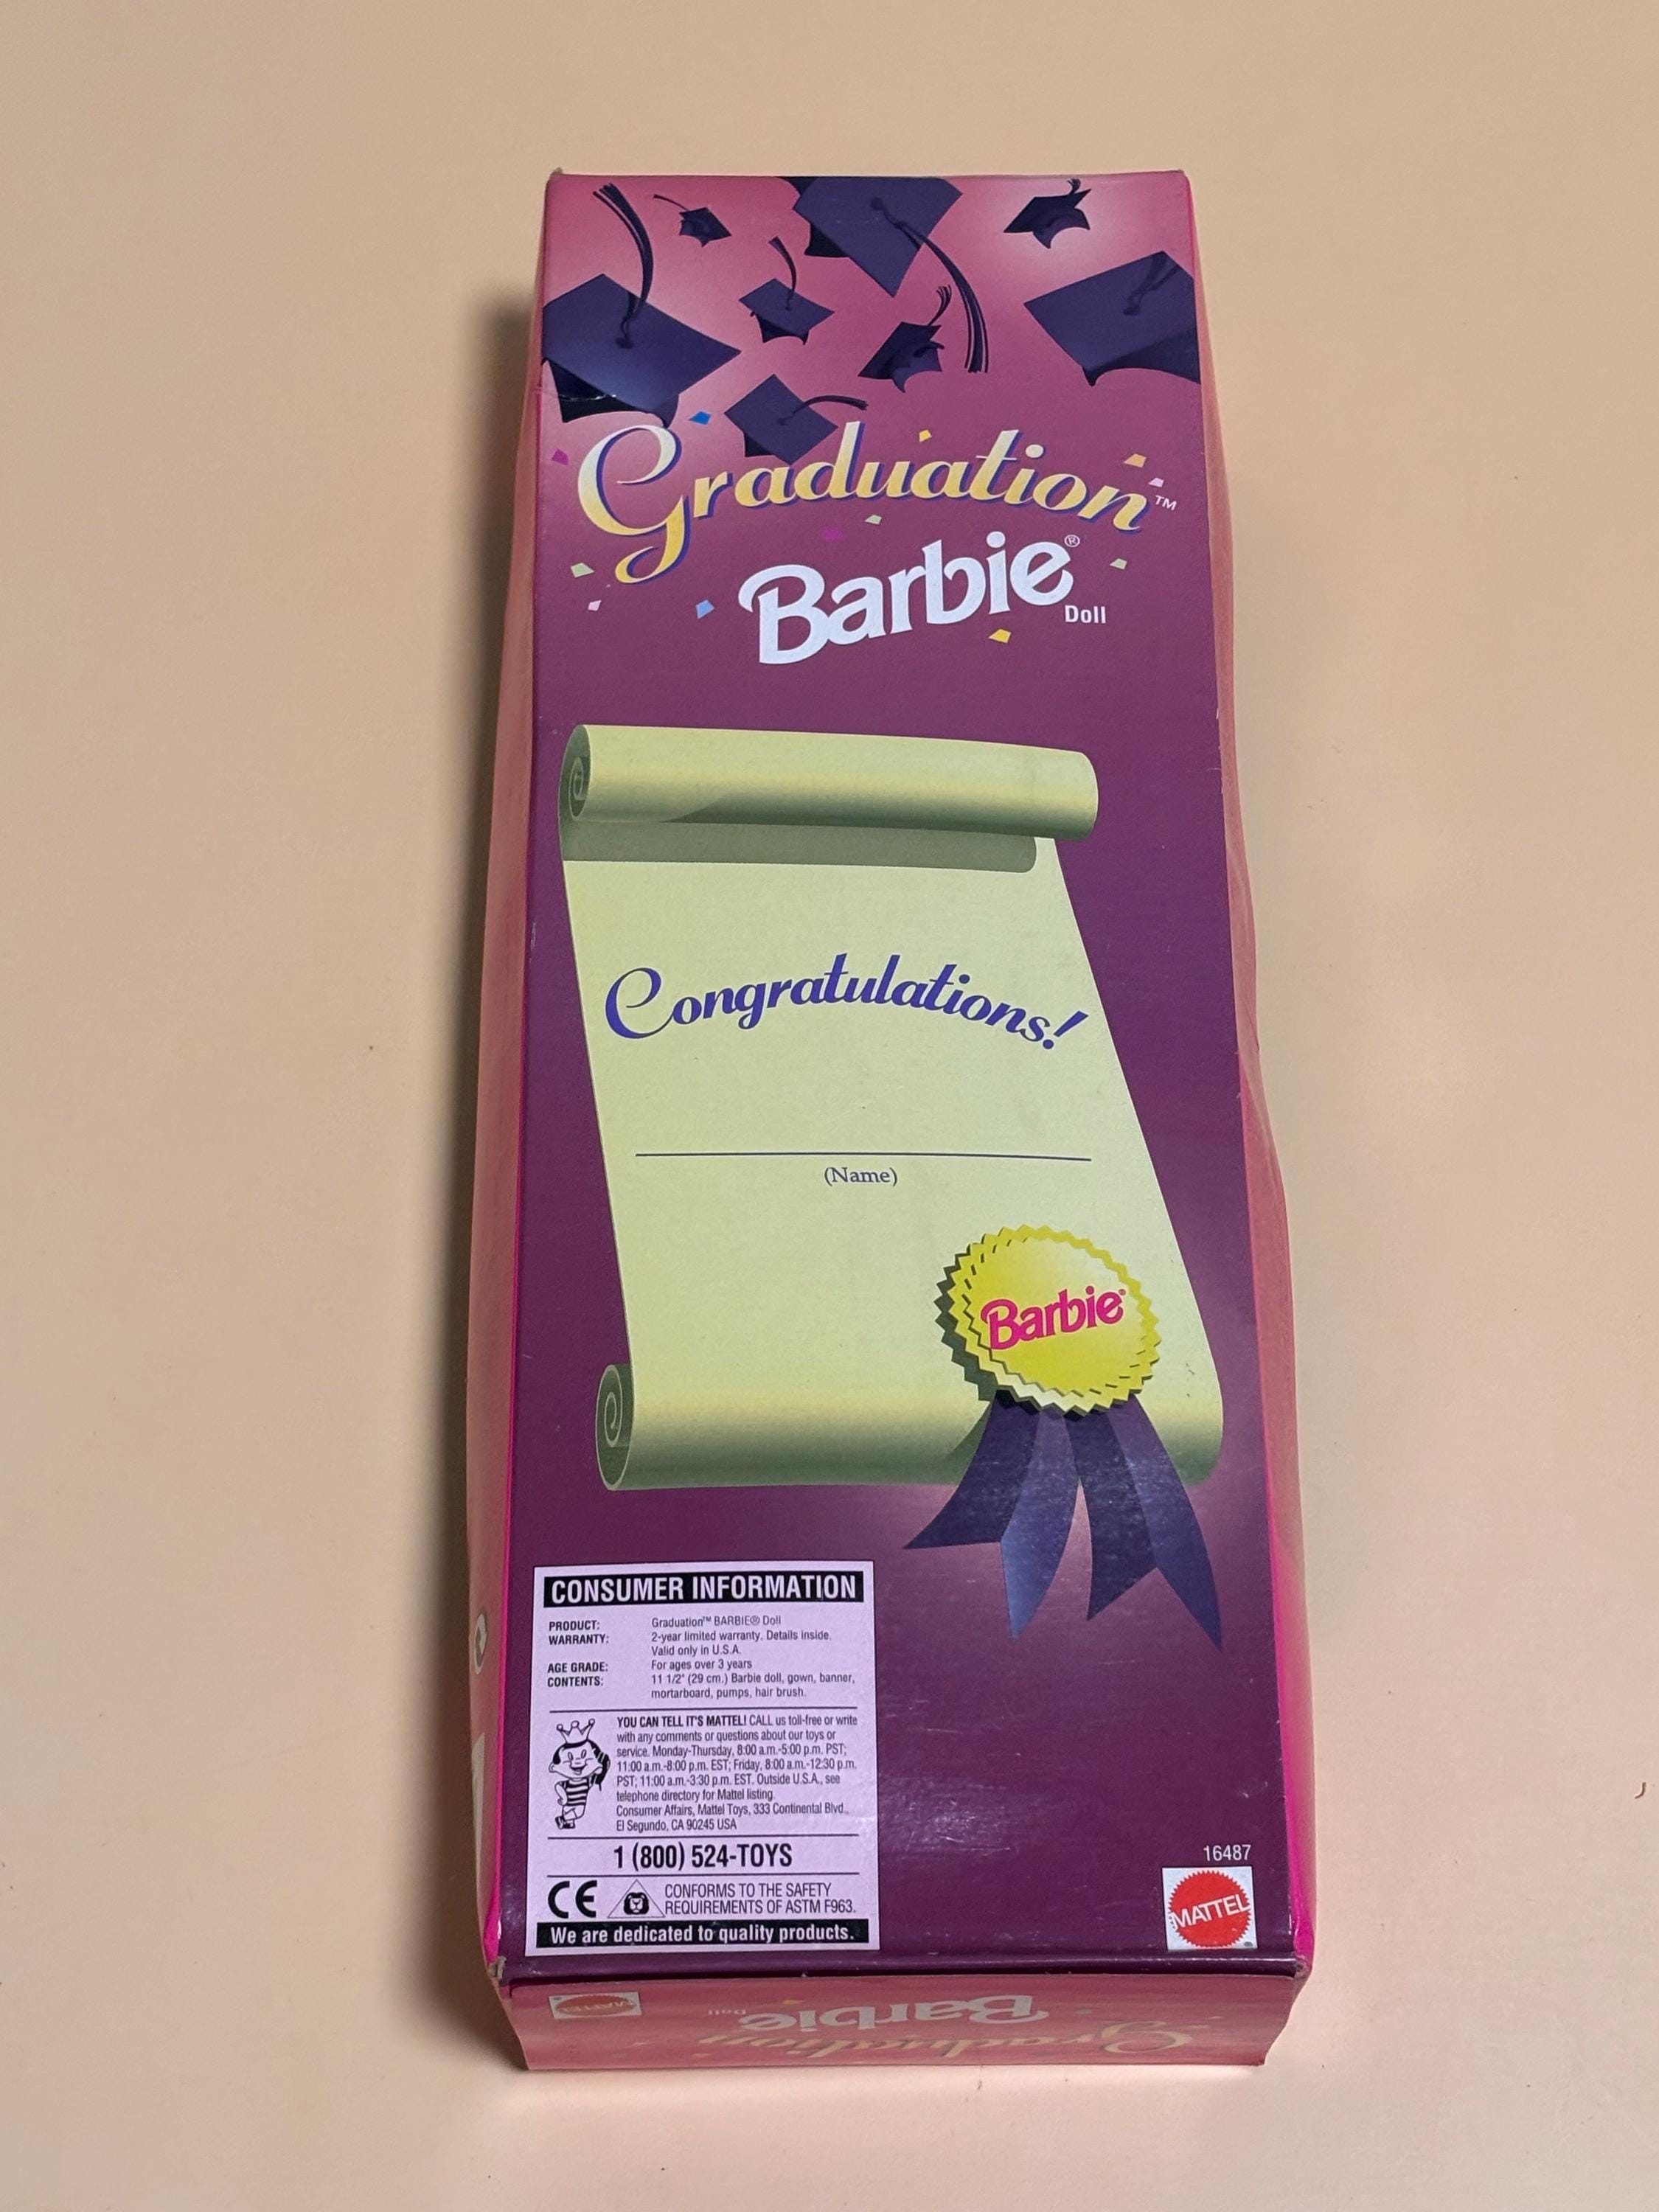 Graduation™
Barbie®
Doll
Congratulations!
(Name)
Barbie®
CONSUMER INFORMATION
PRODUCT: Graduation™ BARBIE® Doll
WARRANTY: 2-year limited warranty. Details inside.
Valid only in U.S.A.
AGE GRADE: For ages over 3 years
CONTENTS: 11 1/2" (29 cm.) Barbie doll, gown, banner,
mortarboard, pumps, hair brush.
YOU CAN TELL IT'S MATTEL! CALL us toll-free or write
with any comments or questions about our toys or
service. Monday-Thursday, 8:00 a.m.-5:00 p.m. PST;
11:00 a.m.-8:00 p.m. EST; Friday, 8:00 a.m.-12:30 p.m.
PST; 11:00 a.m.-3:30 p.m. EST. Outside U.S.A., see
telephone directory for Mattel listing.
Consumer Affairs, Mattel Toys, 333 Continental Blvd.,
El Segundo, CA 90245 USA
1 (800) 524-TOYS
CE
CONFORMS TO THE SAFETY
REQUIREMENTS OF ASTM F963.
We are dedicated to quality products.
16487
MATTEL
MATTEL
Graduation
Barbie
Doll